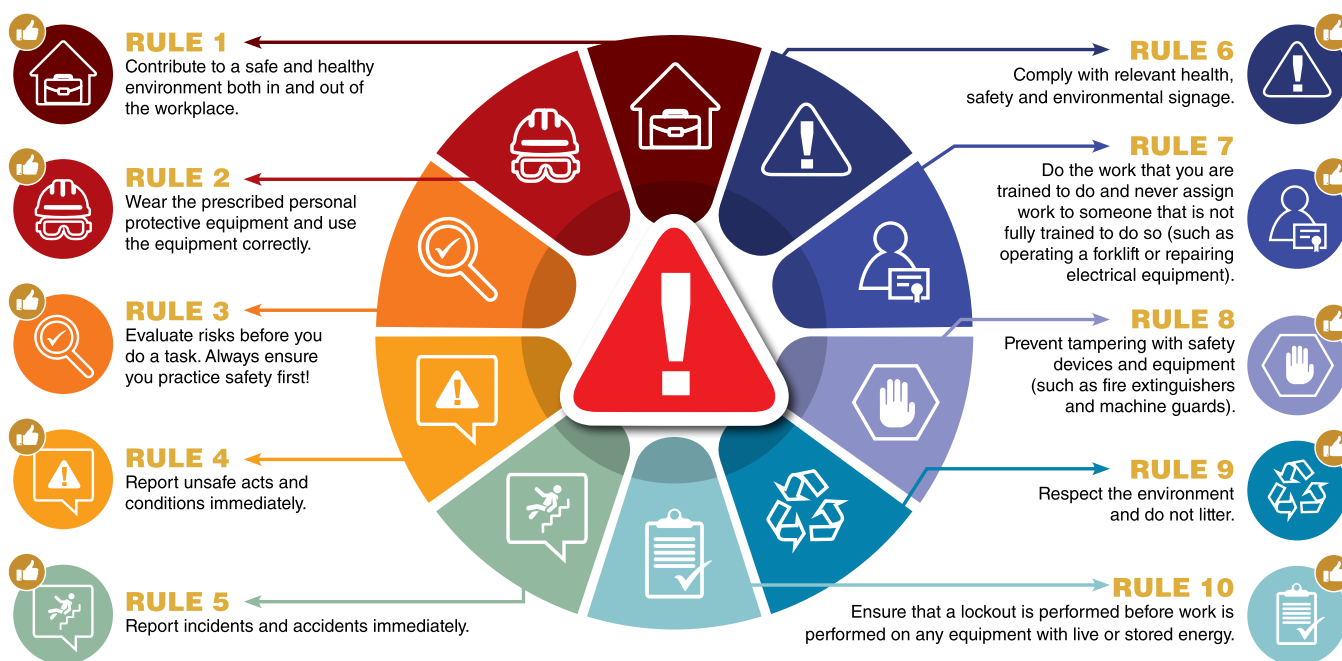 RULE 1
Contribute to a safe and healthy
environment both in and out of
the workplace.
RULE 2
Wear the prescribed personal
protective equipment and use
the equipment correctly.
RULE 3
Evaluate risks before you
do a task. Always ensure
you practice safety first!
RULE 4
Report unsafe acts and
conditions immediately.
RULE 5
Report incidents and accidents immediately.
RULE 6
Comply with relevant health,
safety and environmental signage.
RULE 7
Do the work that you are
trained to do and never assign
work to someone that is not
fully trained to do so (such as
operating a forklift or repairing
electrical equipment).
RULE 8
Prevent tampering with safety
devices and equipment
(such as fire extinguishers
and machine guards).
RULE 9
Respect the environment
and do not litter.
RULE 10
Ensure that a lockout is performed before work is
performed on any equipment with live or stored energy.